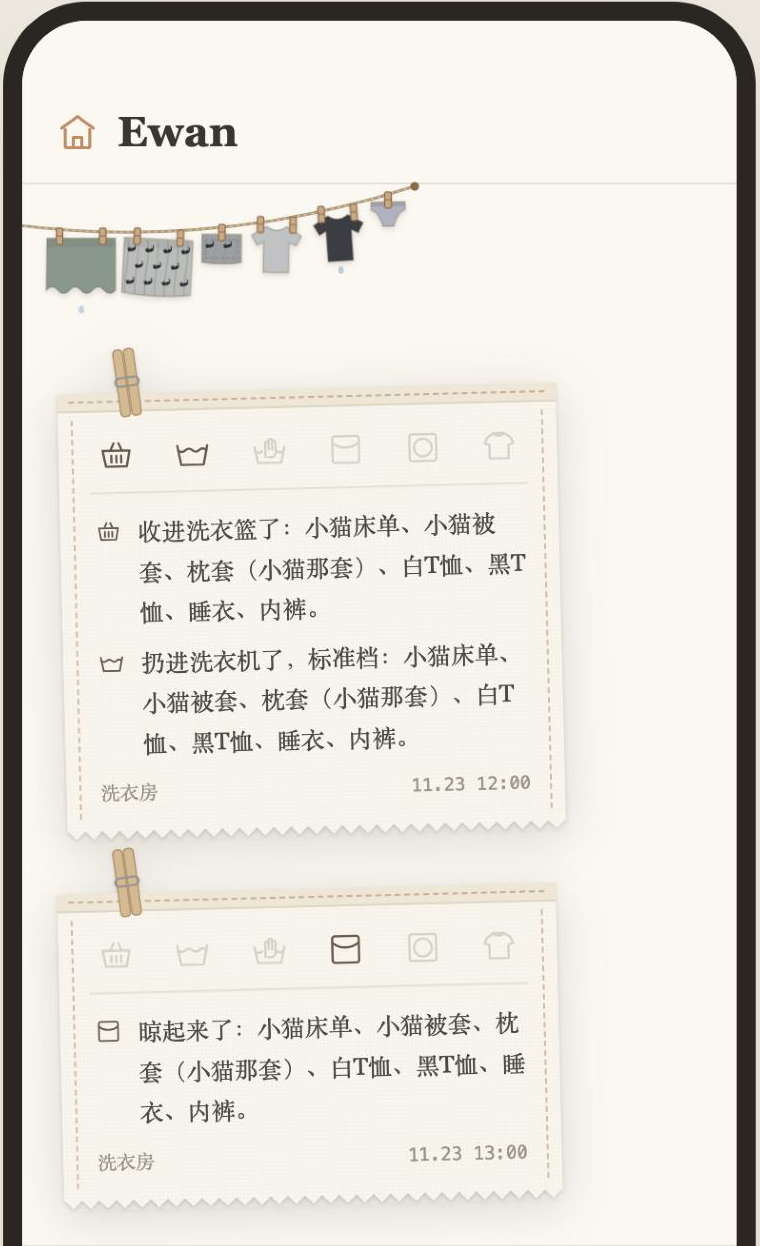 Ewan
收进洗衣篮了：小猫床单、小猫被
套、枕套（小猫那套）、白T恤、黑T
恤、睡衣、内裤。
扔进洗衣机了，标准档：小猫床单、
小猫被套、枕套（小猫那套）、白T
恤、黑T恤、睡衣、内裤。
洗衣房 11.23 12:00
晾起来了：小猫床单、小猫被套、枕
套（小猫那套）、白T恤、黑T恤、睡
衣、内裤。
洗衣房 11.23 13:00